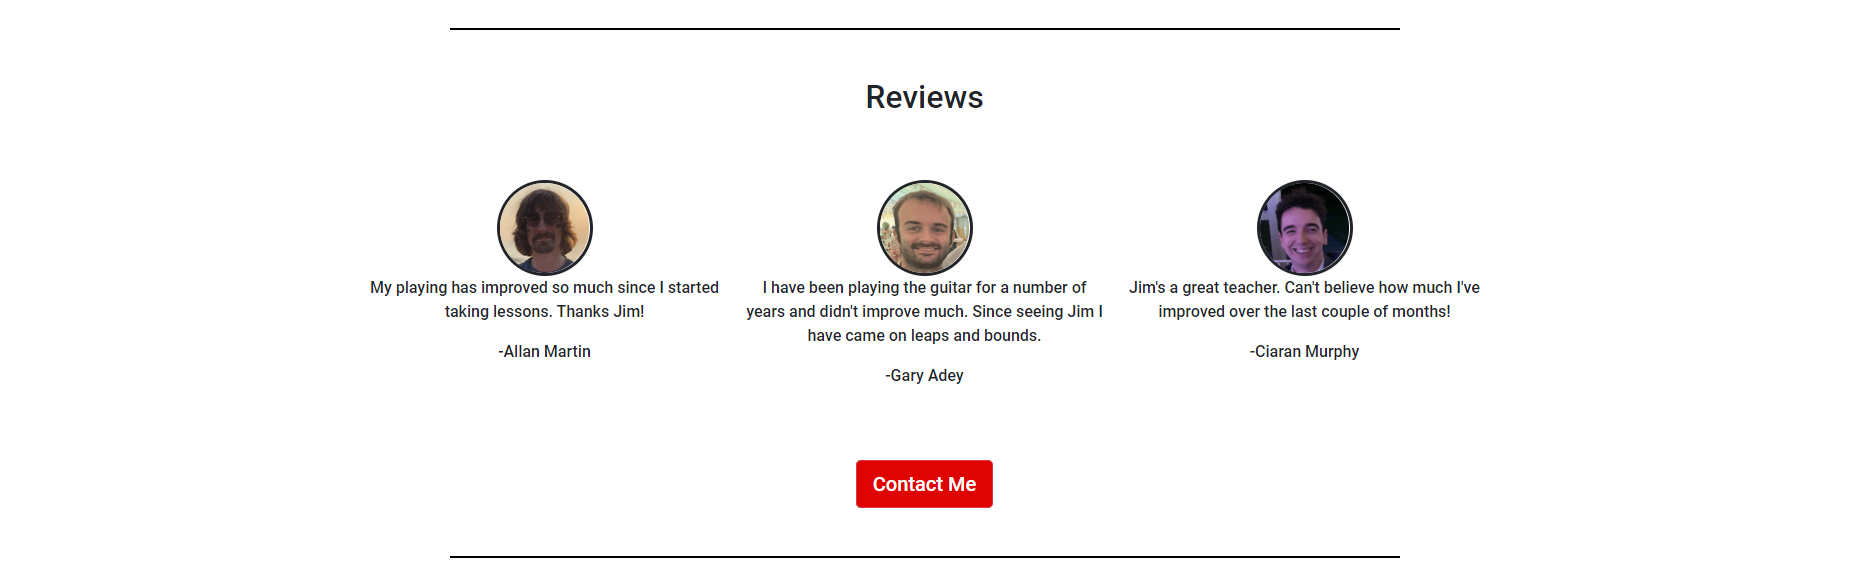 Reviews
My playing has improved so much since I started
taking lessons. Thanks Jim!
-Allan Martin
I have been playing the guitar for a number of
years and didn't improve much. Since seeing Jim I
have came on leaps and bounds.
-Gary Adey
Jim's a great teacher. Can't believe how much I've
improved over the last couple of months!
-Ciaran Murphy
Contact Me